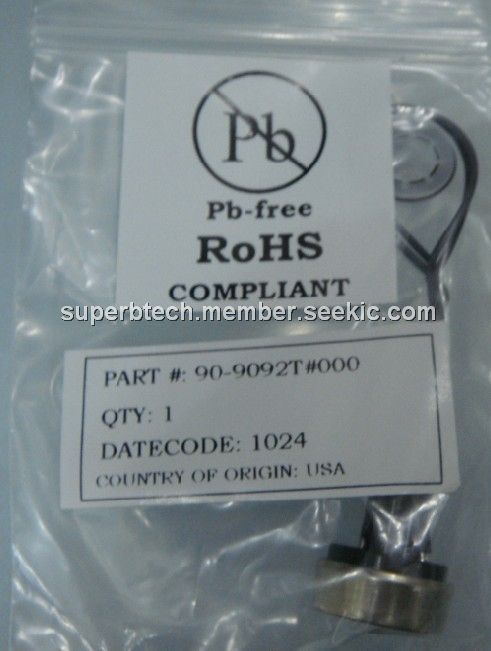 Pb
Pb-free
RoHS
COMPLIANT
superbtech.member.seekic.com
PART #: 90-9092T#000
QTY: 1
DATECODE: 1024
COUNTRY OF ORIGIN: USA